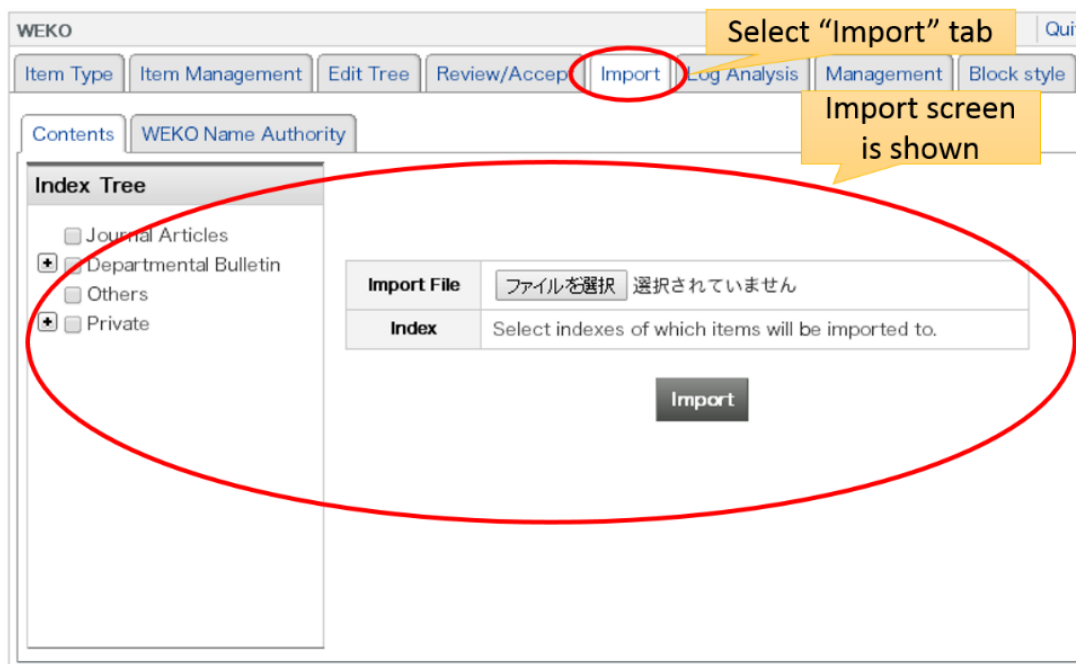 WEKO
Select “Import” tab
Qui
Item Type
Item Management
Edit Tree
Review/Accep
Import
Log Analysis
Management
Block style
Import screen
is shown
Contents
WEKO Name Authority
Index Tree
Journal Articles
Departmental Bulletin
Others
Private
Import File
ファイルを選択 選択されていません
Index
Select indexes of which items will be imported to.
Import